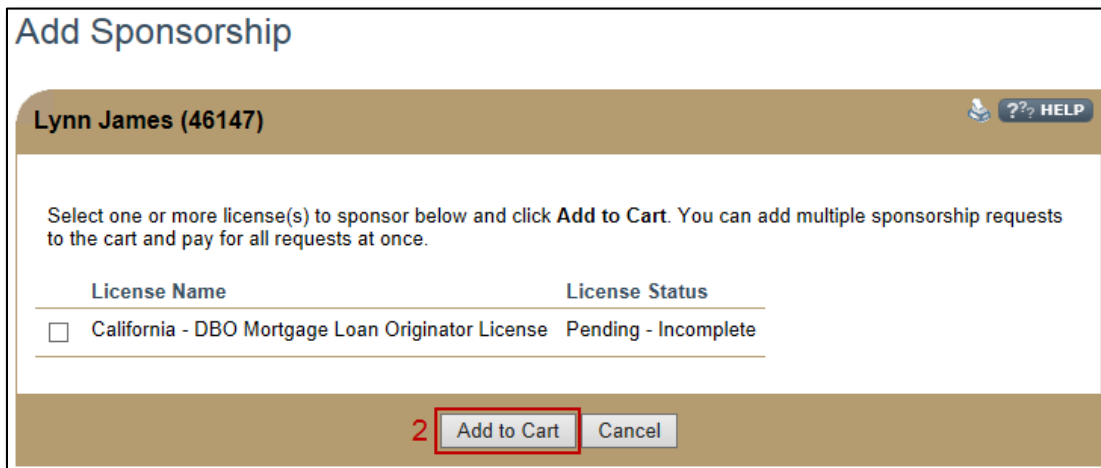 Add Sponsorship
Lynn James (46147)
??? HELP
Select one or more license(s) to sponsor below and click Add to Cart. You can add multiple sponsorship requests
to the cart and pay for all requests at once.
License Name License Status
California - DBO Mortgage Loan Originator License Pending - Incomplete
2 Add to Cart Cancel